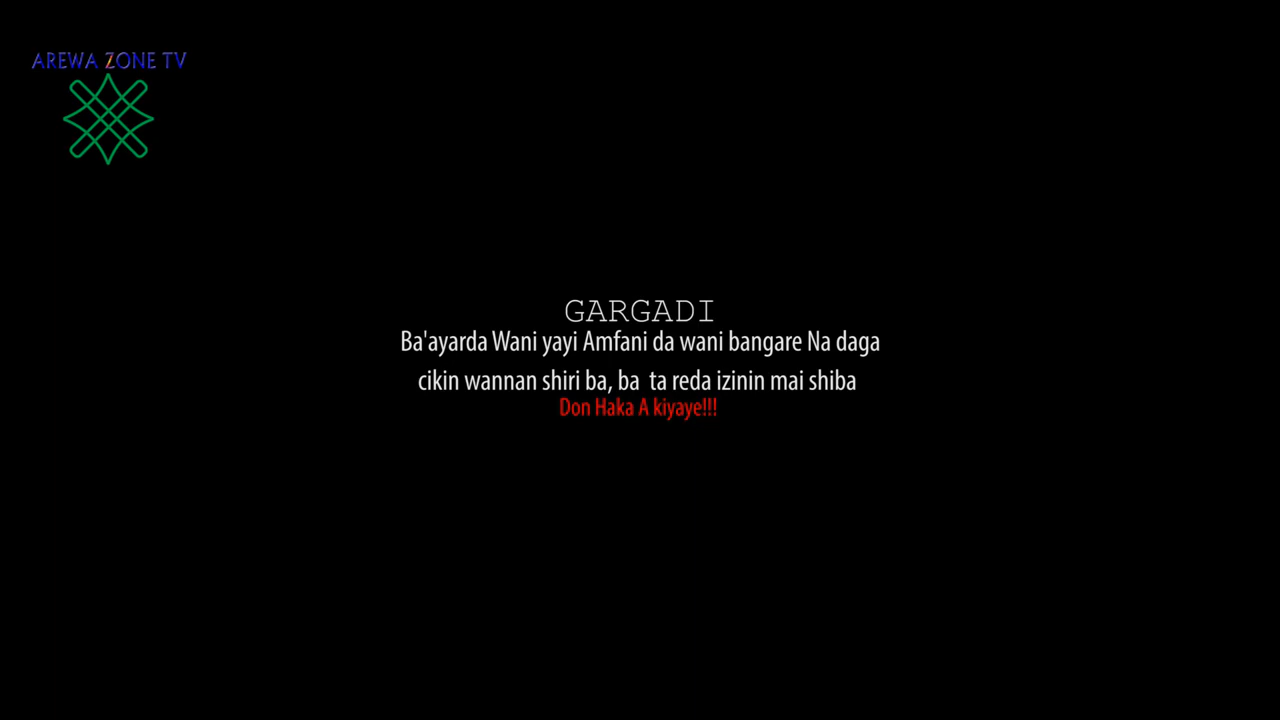 AREWA ZONE TV
GARGADI
Ba'ayarda Wani yayi Amfani da wani bangare Na daga
cikin wannan shiri ba, ba ta reda izinin mai shiba
Don Haka A kiyaye!!!